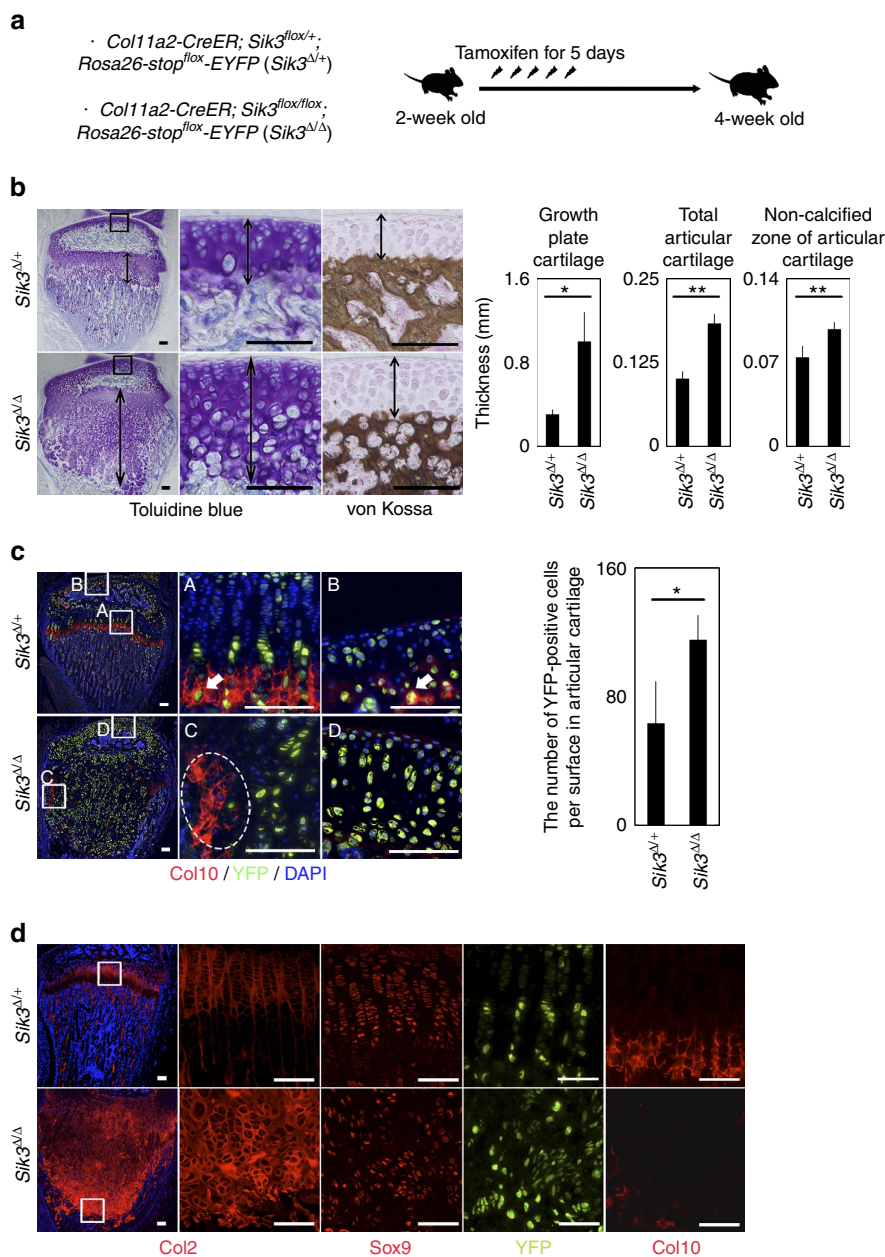 a
· Col11a2-CreER; Sik3flox/+;
Rosa26-stopflox-EYFP (Sik3Δ/+)
· Col11a2-CreER; Sik3flox/flox;
Rosa26-stopflox-EYFP (Sik3Δ/Δ)
Tamoxifen for 5 days
2-week old
4-week old
b
Sik3Δ/+
Sik3Δ/Δ
Toluidine blue
von Kossa
Thickness (mm)
Growth
plate
cartilage
1.6
0.8
0
*
Sik3Δ/+
Sik3Δ/Δ
Total
articular
cartilage
0.25
0.125
0
**
Sik3Δ/+
Sik3Δ/Δ
Non-calcified
zone of articular
cartilage
0.14
0.07
0
**
Sik3Δ/+
Sik3Δ/Δ
c
Sik3Δ/+
B
A
A
B
Sik3Δ/Δ
D
C
C
D
Col10 / YFP / DAPI
The number of YFP-positive cells
per surface in articular cartilage
160
80
0
*
Sik3Δ/+
Sik3Δ/Δ
d
Sik3Δ/+
Sik3Δ/Δ
Col2
Sox9
YFP
Col10